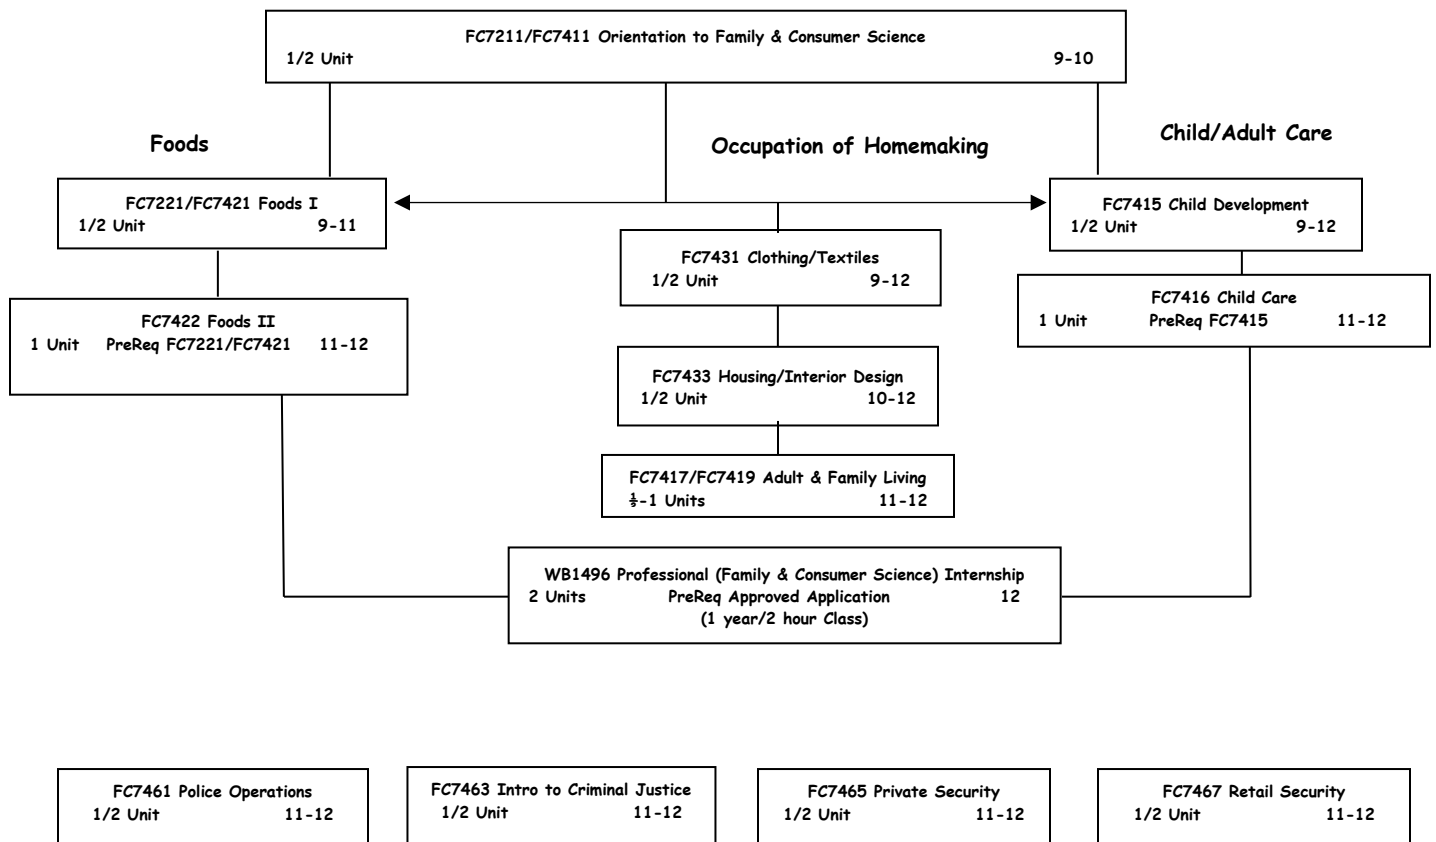 FC7211/FC7411 Orientation to Family & Consumer Science
1/2 Unit 9-10
Foods
Occupation of Homemaking
Child/Adult Care
FC7221/FC7421 Foods I
1/2 Unit 9-11
FC7415 Child Development
1/2 Unit 9-12
FC7431 Clothing/Textiles
1/2 Unit 9-12
FC7422 Foods II
1 Unit PreReq FC7221/FC7421 11-12
FC7416 Child Care
1 Unit PreReq FC7415 11-12
FC7433 Housing/Interior Design
1/2 Unit 10-12
FC7417/FC7419 Adult & Family Living
½-1 Units 11-12
WB1496 Professional (Family & Consumer Science) Internship
2 Units PreReq Approved Application 12
(1 year/2 hour Class)
FC7461 Police Operations
1/2 Unit 11-12
FC7463 Intro to Criminal Justice
1/2 Unit 11-12
FC7465 Private Security
1/2 Unit 11-12
FC7467 Retail Security
1/2 Unit 11-12